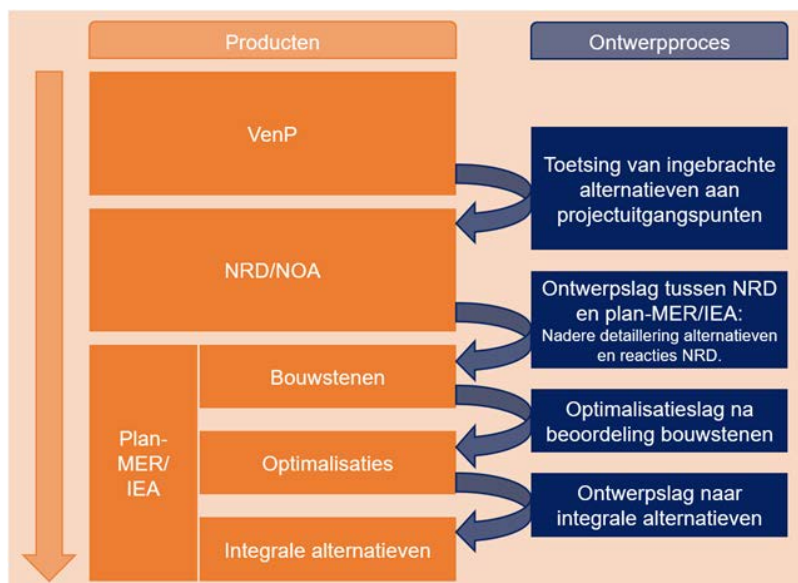 Producten
Ontwerpproces
VenP
Toetsing van ingebrachte
alternatieven aan
projectuitgangspunten
NRD/NOA
Ontwerpslag tussen NRD
en plan-MER/IEA:
Nadere detaillering alternatieven
en reacties NRD.
Plan-
MER/
IEA
Bouwstenen
Optimalisatieslag na
beoordeling bouwstenen
Optimalisaties
Ontwerpslag naar
integrale alternatieven
Integrale alternatieven